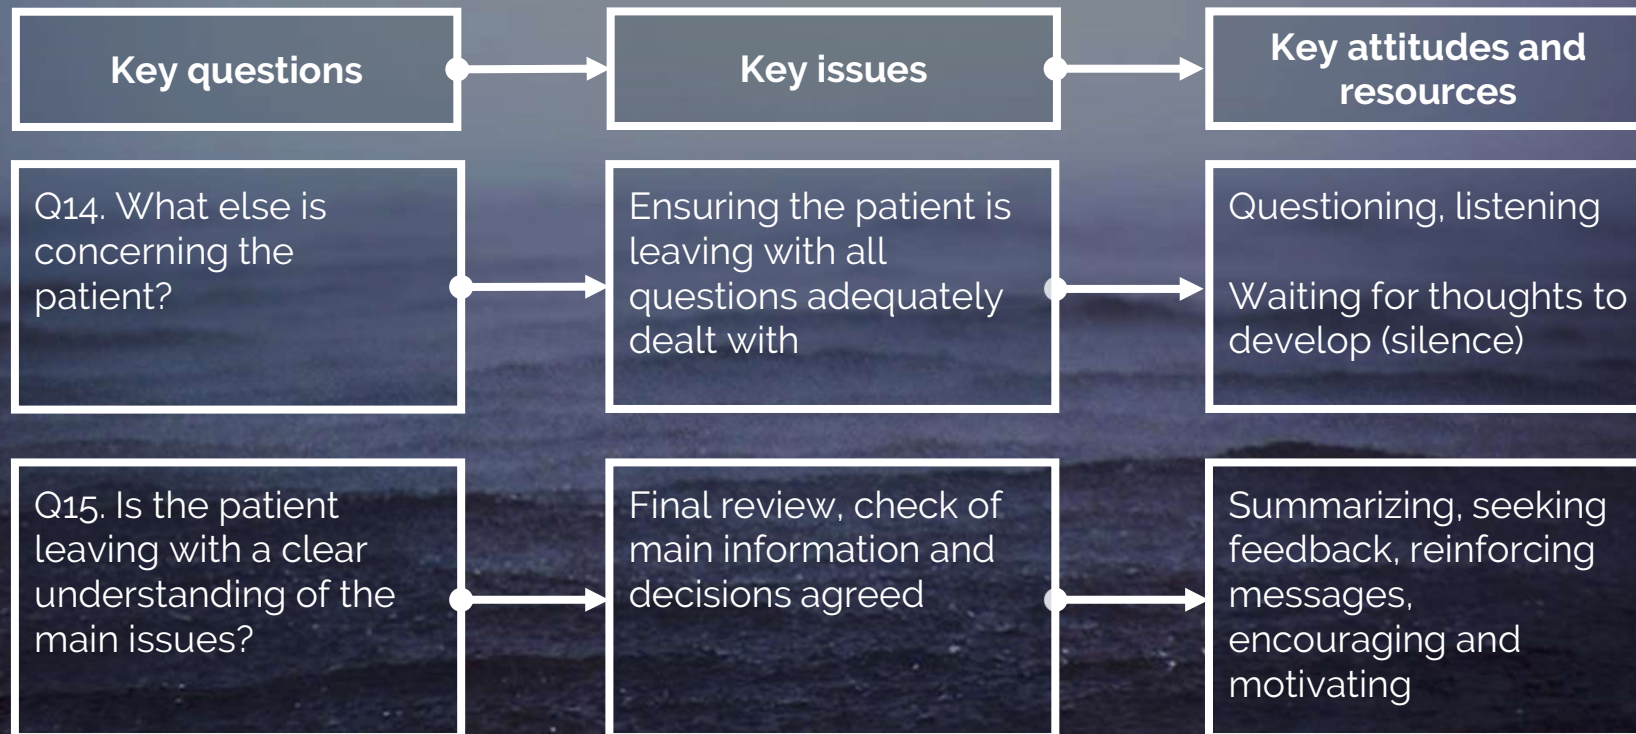 Key questions
Key issues
Key attitudes and
resources
Q14. What else is
concerning the
patient?
Ensuring the patient is
leaving with all
questions adequately
dealt with
Questioning, listening
Waiting for thoughts to
develop (silence)
Q15. Is the patient
leaving with a clear
understanding of the
main issues?
Final review, check of
main information and
decisions agreed
Summarizing, seeking
feedback, reinforcing
messages,
encouraging and
motivating